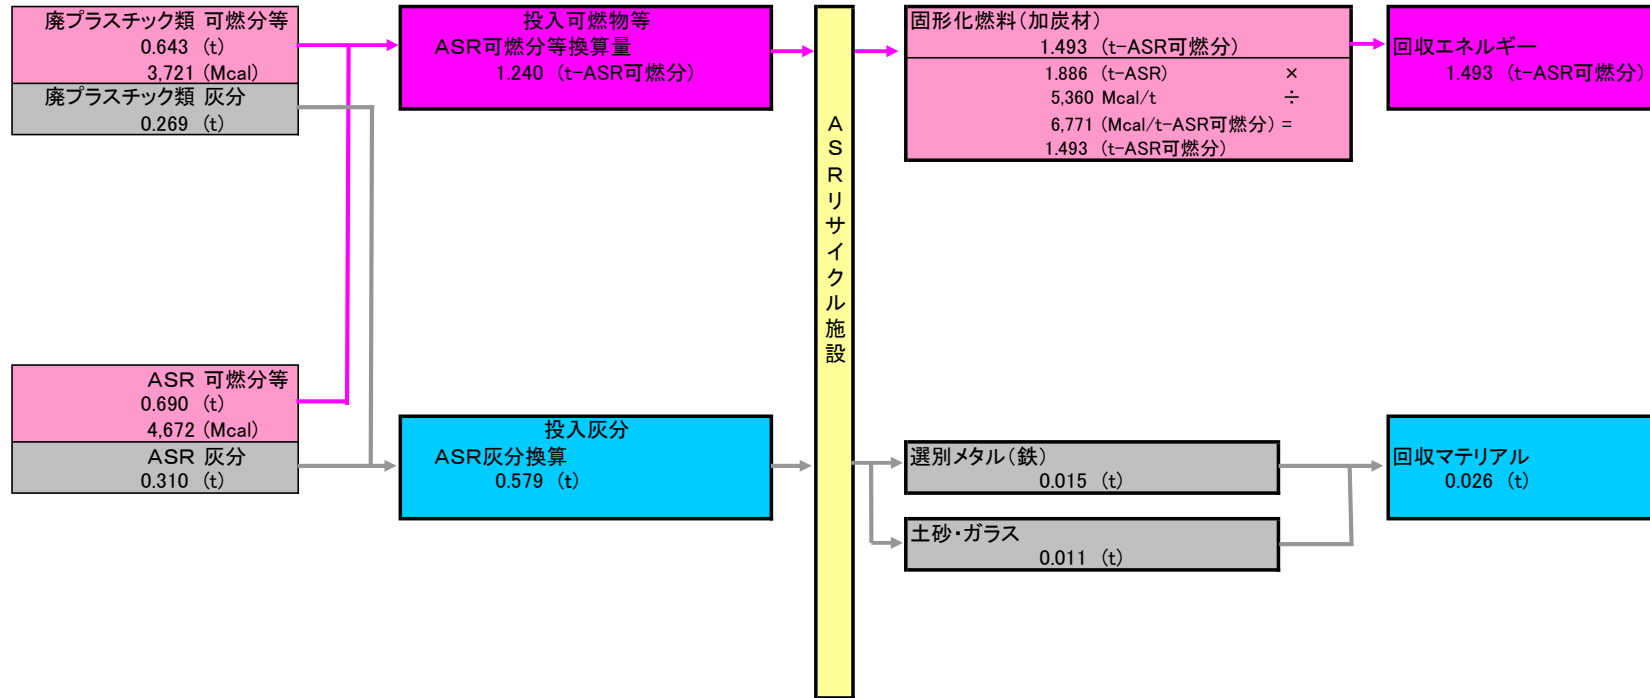 廃プラスチック類 可燃分等
0.643 (t)
3,721 (Mcal)
廃プラスチック類 灰分
0.269 (t)
ASR 可燃分等
0.690 (t)
4,672 (Mcal)
ASR 灰分
0.310 (t)
投入可燃物等
ASR可燃分等換算量
1.240 (t-ASR可燃分)
投入灰分
ASR灰分換算
0.579 (t)
ASRリサイクル施設
固形化燃料(加炭材)
1.493 (t-ASR可燃分)
1.886 (t-ASR) ×
5,360 Mcal/t ÷
6,771 (Mcal/t-ASR可燃分) =
1.493 (t-ASR可燃分)
選別メタル(鉄)
0.015 (t)
土砂・ガラス
0.011 (t)
回収エネルギー
1.493 (t-ASR可燃分)
回収マテリアル
0.026 (t)